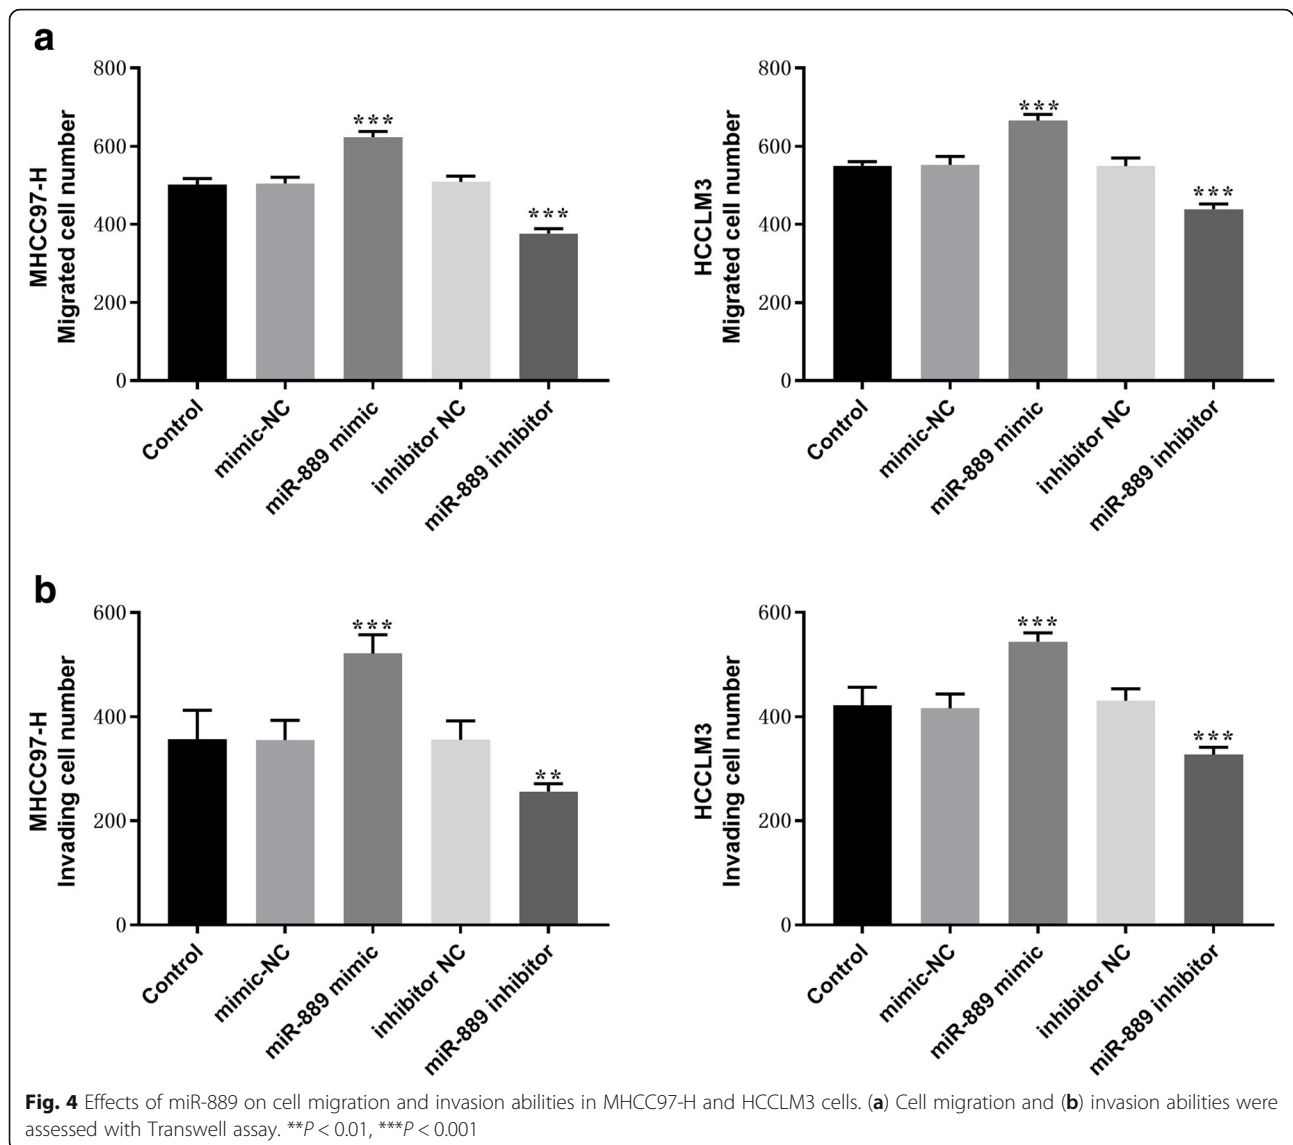 a
MHCC97-H
Migrated cell number
800
600
400
200
0
***
***
Control
mimic-NC
miR-889 mimic
inhibitor NC
miR-889 inhibitor
HCCLM3
Migrated cell number
800
600
400
200
0
***
***
Control
mimic-NC
miR-889 mimic
inhibitor NC
miR-889 inhibitor
b
MHCC97-H
Invading cell number
600
400
200
0
***
**
Control
mimic-NC
miR-889 mimic
inhibitor NC
miR-889 inhibitor
HCCLM3
Invading cell number
600
400
200
0
***
***
Control
mimic-NC
miR-889 mimic
inhibitor NC
miR-889 inhibitor
Fig. 4 Effects of miR-889 on cell migration and invasion abilities in MHCC97-H and HCCLM3 cells. (a) Cell migration and (b) invasion abilities were
assessed with Transwell assay. **P < 0.01, ***P < 0.001